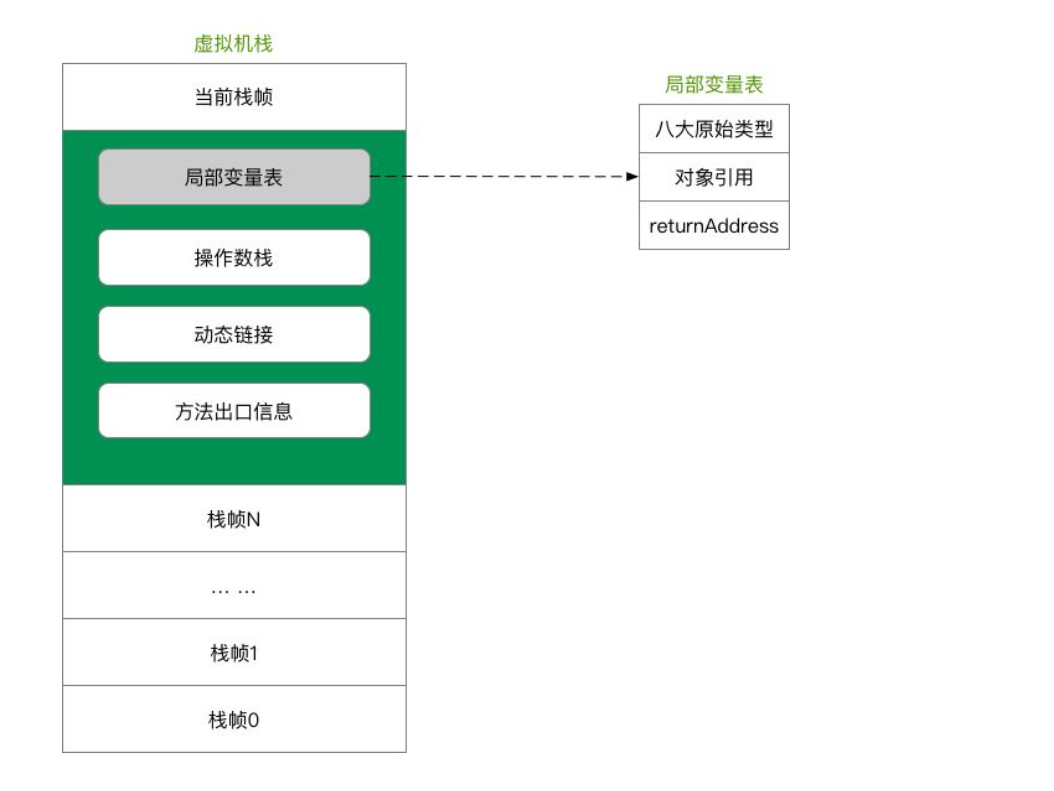 虚拟机栈
当前栈帧
局部变量表
操作数栈
动态链接
方法出口信息
栈帧N
... ...
栈帧1
栈帧0
局部变量表
八大原始类型
对象引用
returnAddress